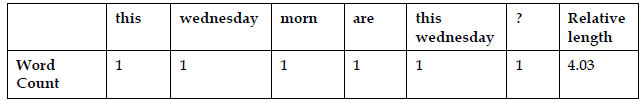 this wednesday morn are this wednesday ? Relative length
Word Count 1 1 1 1 1 1 4.03